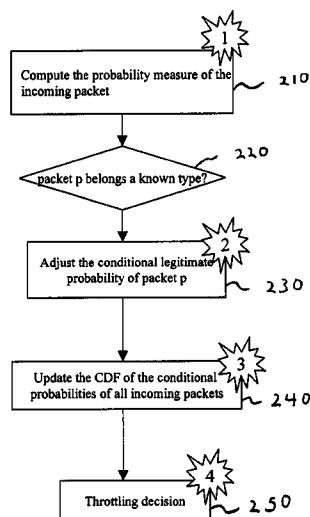 1
Compute the probability measure of the
incoming packet
210
220
packet p belongs a known type?
2
Adjust the conditional legitimate
probability of packet p
230
3
Update the CDF of the conditional
probabilities of all incoming packets
240
4
Throttling decision
250